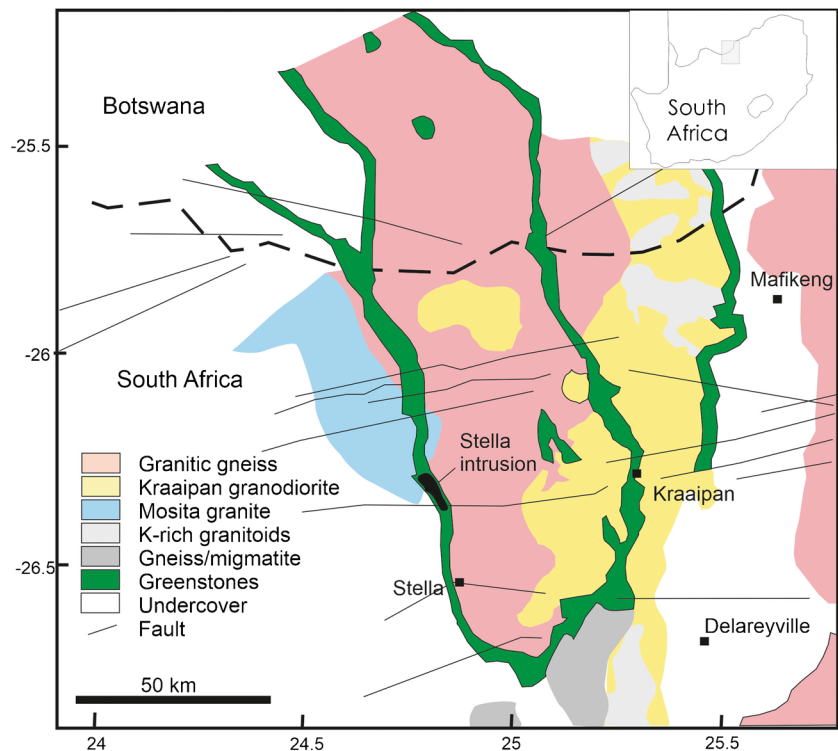 Botswana
South
Africa
-25.5
Mafikeng
-26
South Africa
Stella
intrusion
Granitic gneiss
Kraaipan granodiorite
Mosita granite
K-rich granitoids
Gneiss/migmatite
Greenstones
Undercover
Fault
Kraaipan
-26.5
Stella
Delareyville
50 km
24
24.5
25
25.5